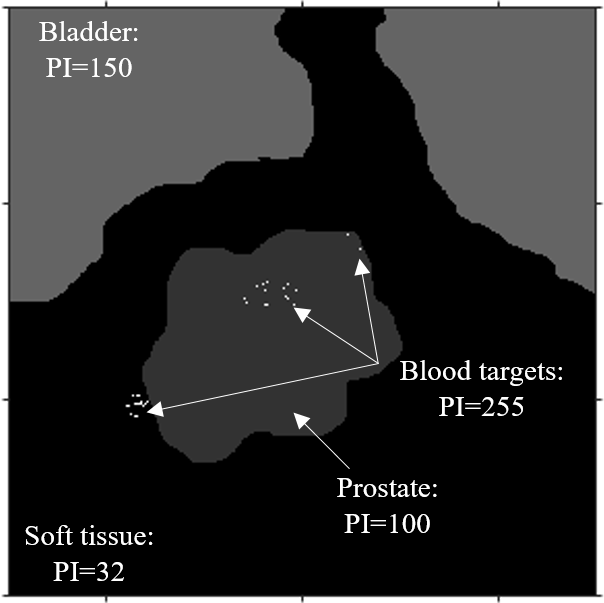 Bladder:
PI=150
Blood targets:
PI=255
Prostate:
PI=100
Soft tissue:
PI=32